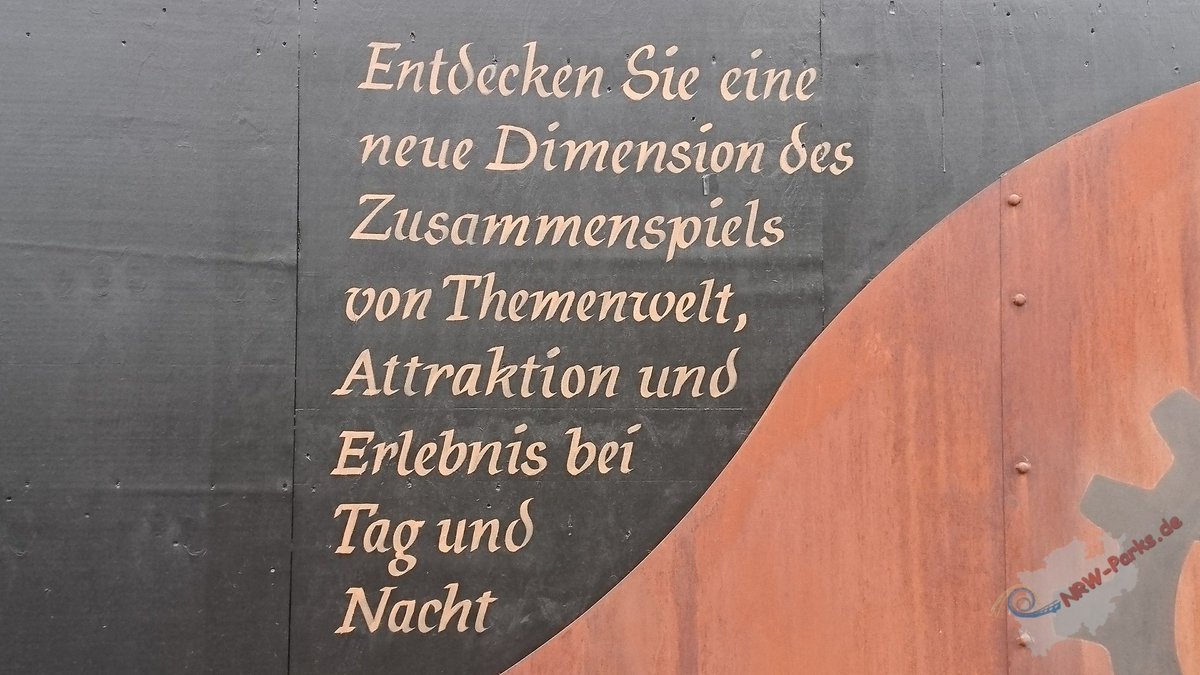 Entdecken Sie eine
neue Dimension des
Zusammenspiels
von Themenwelt,
Attraktion und
Erlebnis bei
Tag und
Nacht
NRW-Parks.de